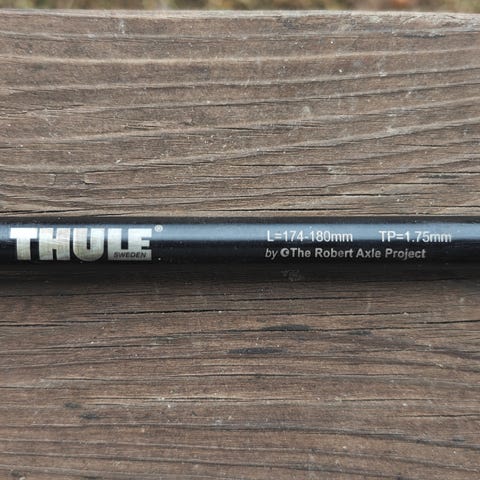 THULE®
SWEDEN
L=174-180mm TP=1.75mm
by The Robert Axle Project